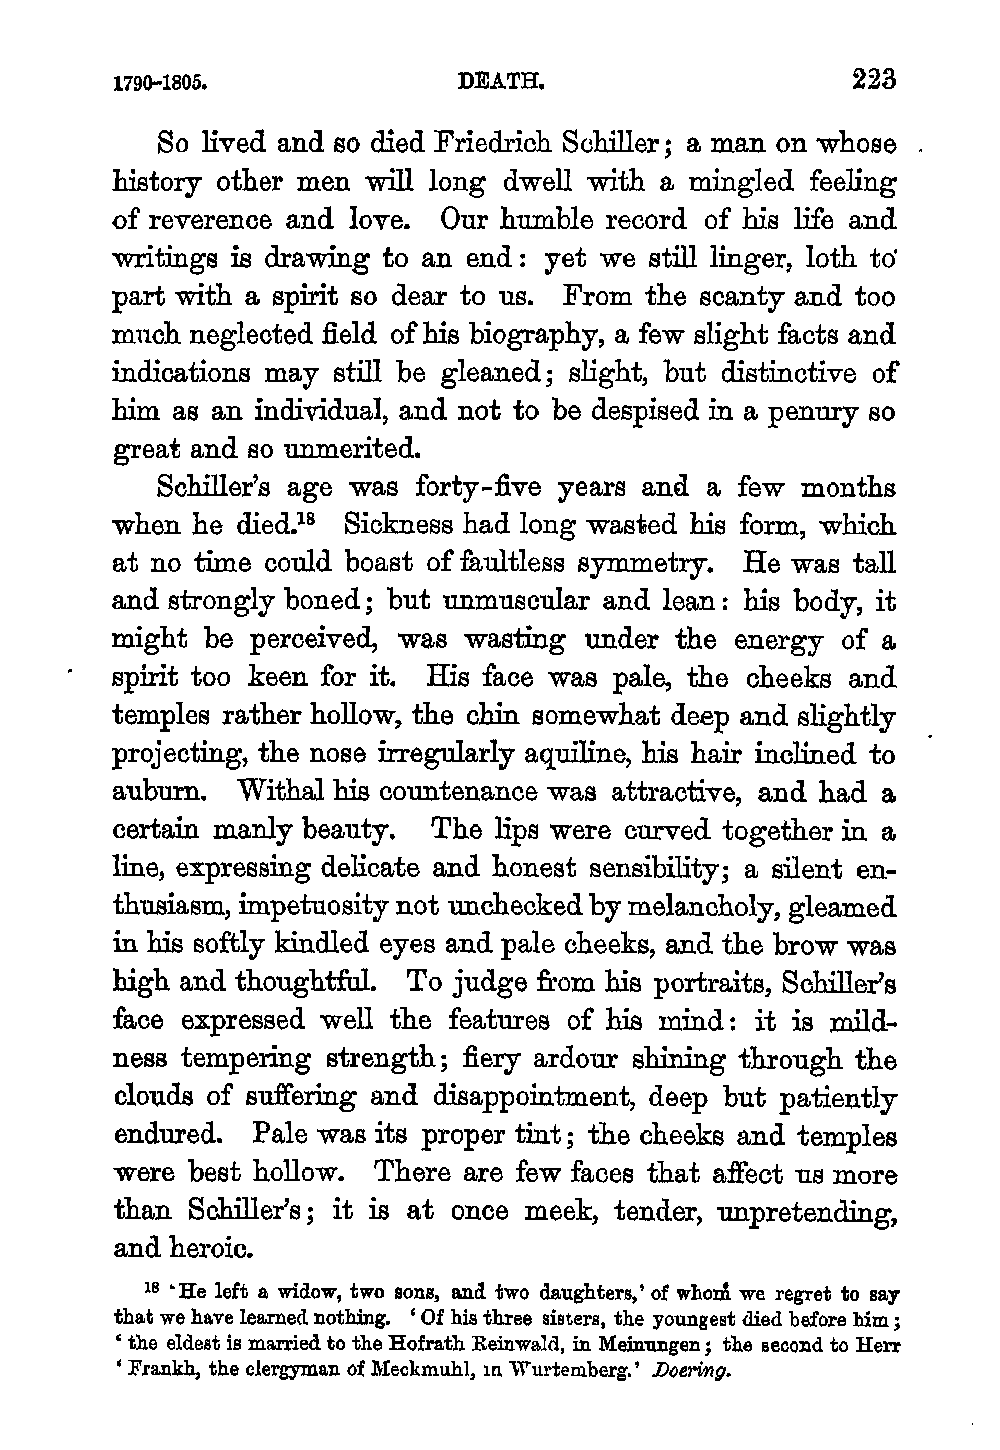 1790-1805. DEATH. 223
So lived and so died Friedrich Schiller; a man on whose
history other men will long dwell with a mingled feeling
of reverence and love. Our humble record of his life and
writings is drawing to an end: yet we still linger, loth to
part with a spirit so dear to us. From the scanty and too
much neglected field of his biography, a few slight facts and
indications may still be gleaned; slight, but distinctive of
him as an individual, and not to be despised in a penury so
great and so unmerited.
Schiller's age was forty-five years and a few months
when he died.¹⁸ Sickness had long wasted his form, which
at no time could boast of faultless symmetry. He was tall
and strongly boned; but unmuscular and lean: his body, it
might be perceived, was wasting under the energy of a
spirit too keen for it. His face was pale, the cheeks and
temples rather hollow, the chin somewhat deep and slightly
projecting, the nose irregularly aquiline, his hair inclined to
auburn. Withal his countenance was attractive, and had a
certain manly beauty. The lips were curved together in a
line, expressing delicate and honest sensibility; a silent en-
thusiasm, impetuosity not unchecked by melancholy, gleamed
in his softly kindled eyes and pale cheeks, and the brow was
high and thoughtful. To judge from his portraits, Schiller's
face expressed well the features of his mind: it is mild-
ness tempering strength; fiery ardour shining through the
clouds of suffering and disappointment, deep but patiently
endured. Pale was its proper tint; the cheeks and temples
were best hollow. There are few faces that affect us more
than Schiller's; it is at once meek, tender, unpretending,
and heroic.
¹⁸ 'He left a widow, two sons, and two daughters,' of whom we regret to say
that we have learned nothing. 'Of his three sisters, the youngest died before him;
'the eldest is married to the Hofrath Reinwald, in Meinungen; the second to Herr
'Frankh, the clergyman of Meckmuhl, in Wurtemberg.' Doering.